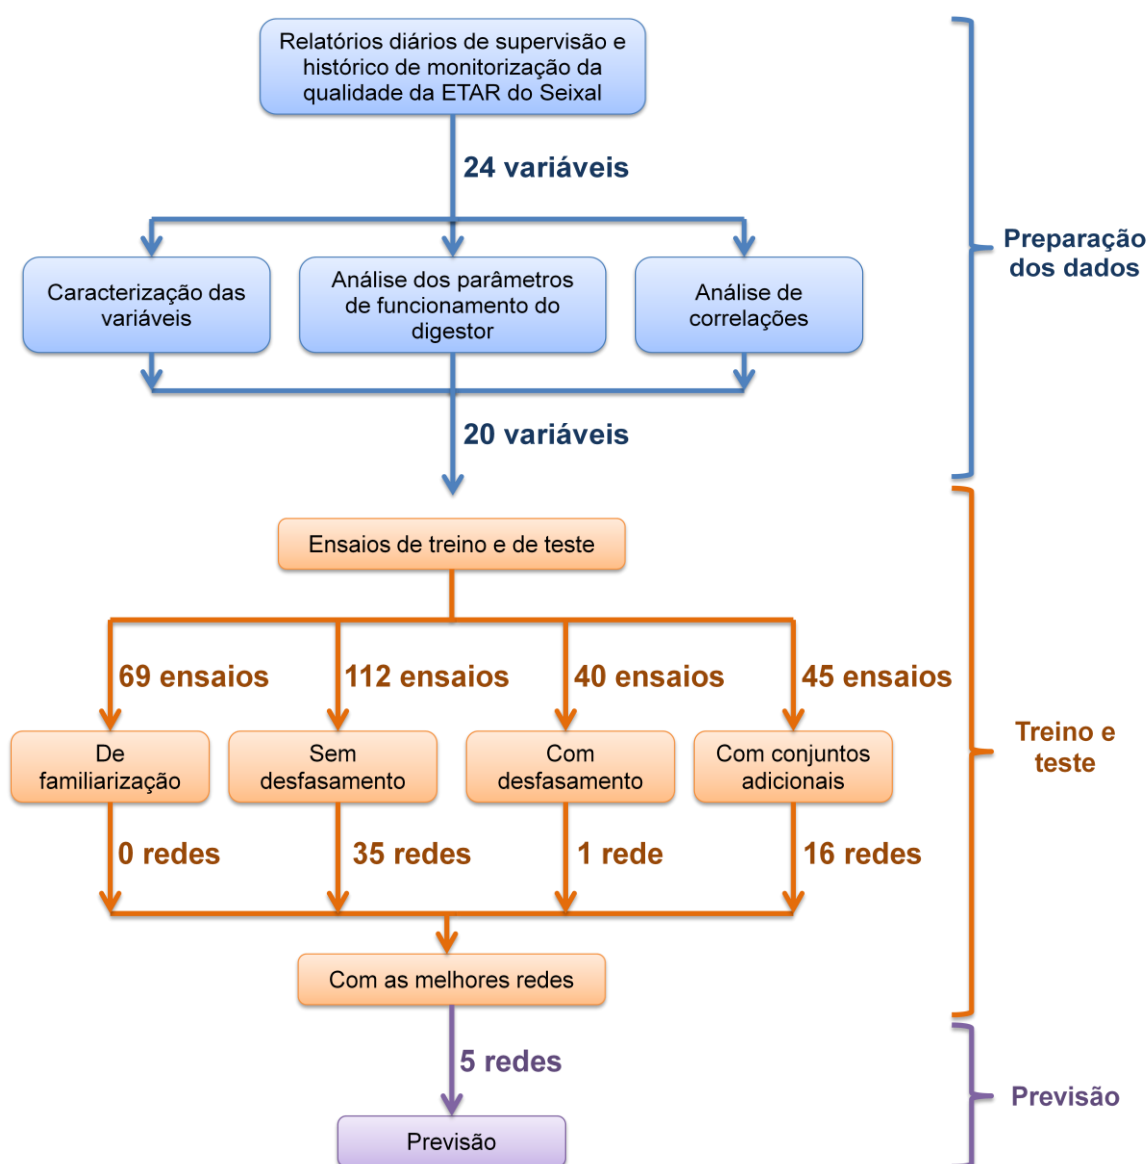 Relatórios diários de supervisão e
histórico de monitorização da
qualidade da ETAR do Seixal
24 variáveis
Preparação
dos dados
Caracterização das
variáveis
Análise dos parâmetros
de funcionamento do
digestor
Análise de
correlações
20 variáveis
Ensaios de treino e de teste
69 ensaios
112 ensaios
40 ensaios
45 ensaios
Treino e
teste
De
familiarização
Sem
desfasamento
Com
desfasamento
Com conjuntos
adicionais
0 redes
35 redes
1 rede
16 redes
Com as melhores redes
5 redes
Previsão
Previsão